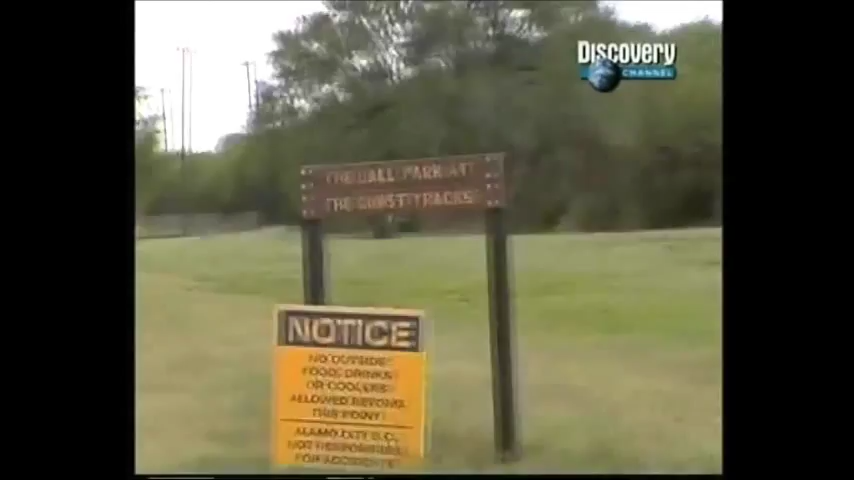 Discovery
CHANNEL
THE BALL PARK AT
THE GHOST TRACKS
NOTICE
NO OUTSIDE
FOOD, DRINKS
OR COOLERS
ALLOWED BEYOND
THIS POINT
ALAMO CITY
NOT RESPONSIBLE
FOR ACCIDENTS